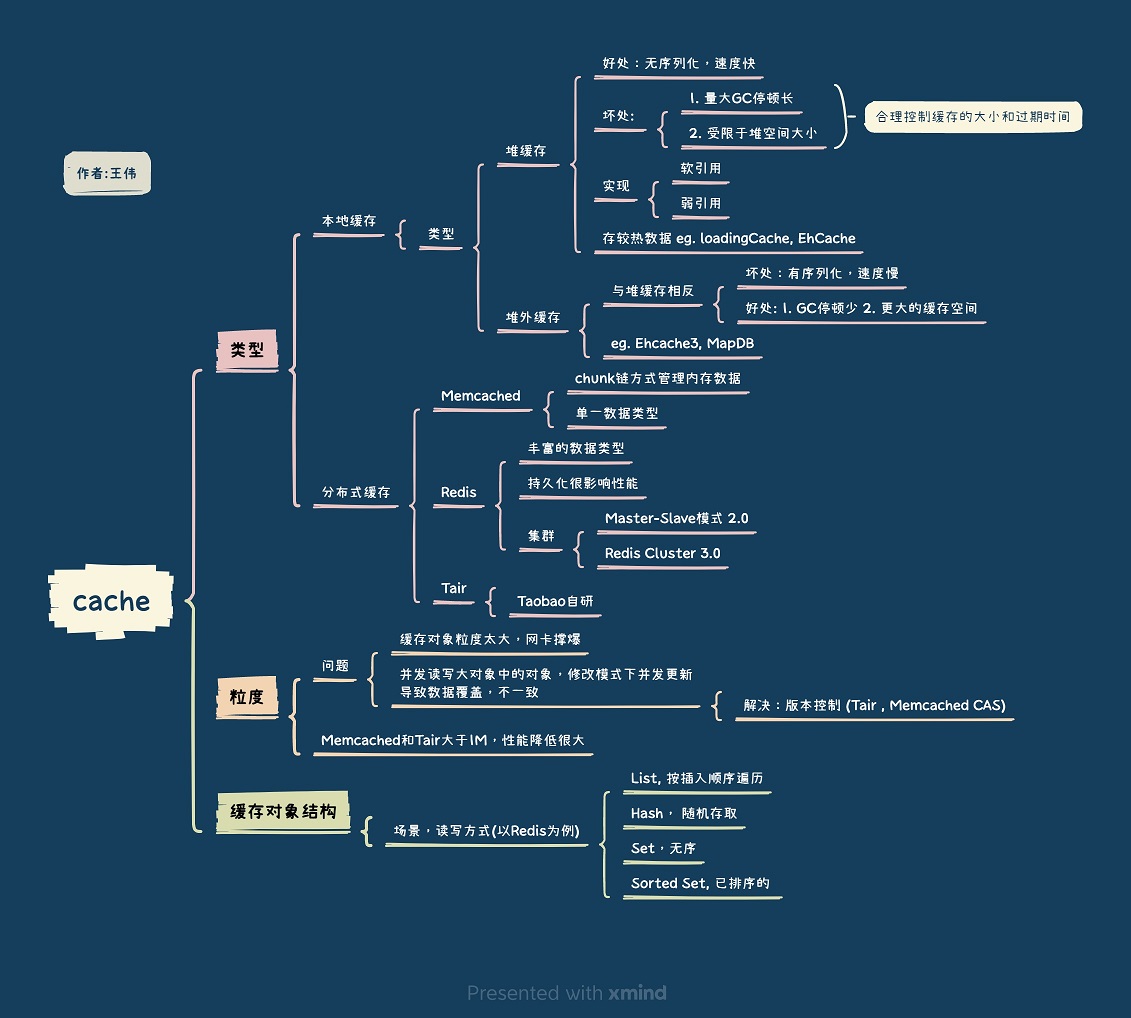 好处：无序列化，速度快
1. 量大GC停顿长
合理控制缓存的大小和过期时间
坏处:
2. 受限于堆空间大小
堆缓存
作者:王伟
软引用
实现
弱引用
本地缓存
类型
存较热数据 eg. loadingCache, EhCache
坏处：有序列化，速度慢
与堆缓存相反
好处: 1. GC停顿少 2. 更大的缓存空间
堆外缓存
eg. Ehcache3, MapDB
类型
chunk链方式管理内存数据
Memcached
单一数据类型
丰富的数据类型
持久化很影响性能
分布式缓存
Redis
Master-Slave模式 2.0
集群
Redis Cluster 3.0
Tair
Taobao自研
cache
缓存对象粒度太大，网卡撑爆
问题
并发读写大对象中的对象，修改模式下并发更新
导致数据覆盖，不一致
解决：版本控制 (Tair , Memcached CAS)
粒度
Memcached和Tair大于1M，性能降低很大
List, 按插入顺序遍历
缓存对象结构
Hash， 随机存取
场景，读写方式(以Redis为例)
Set，无序
Sorted Set, 已排序的
Presented with xmind